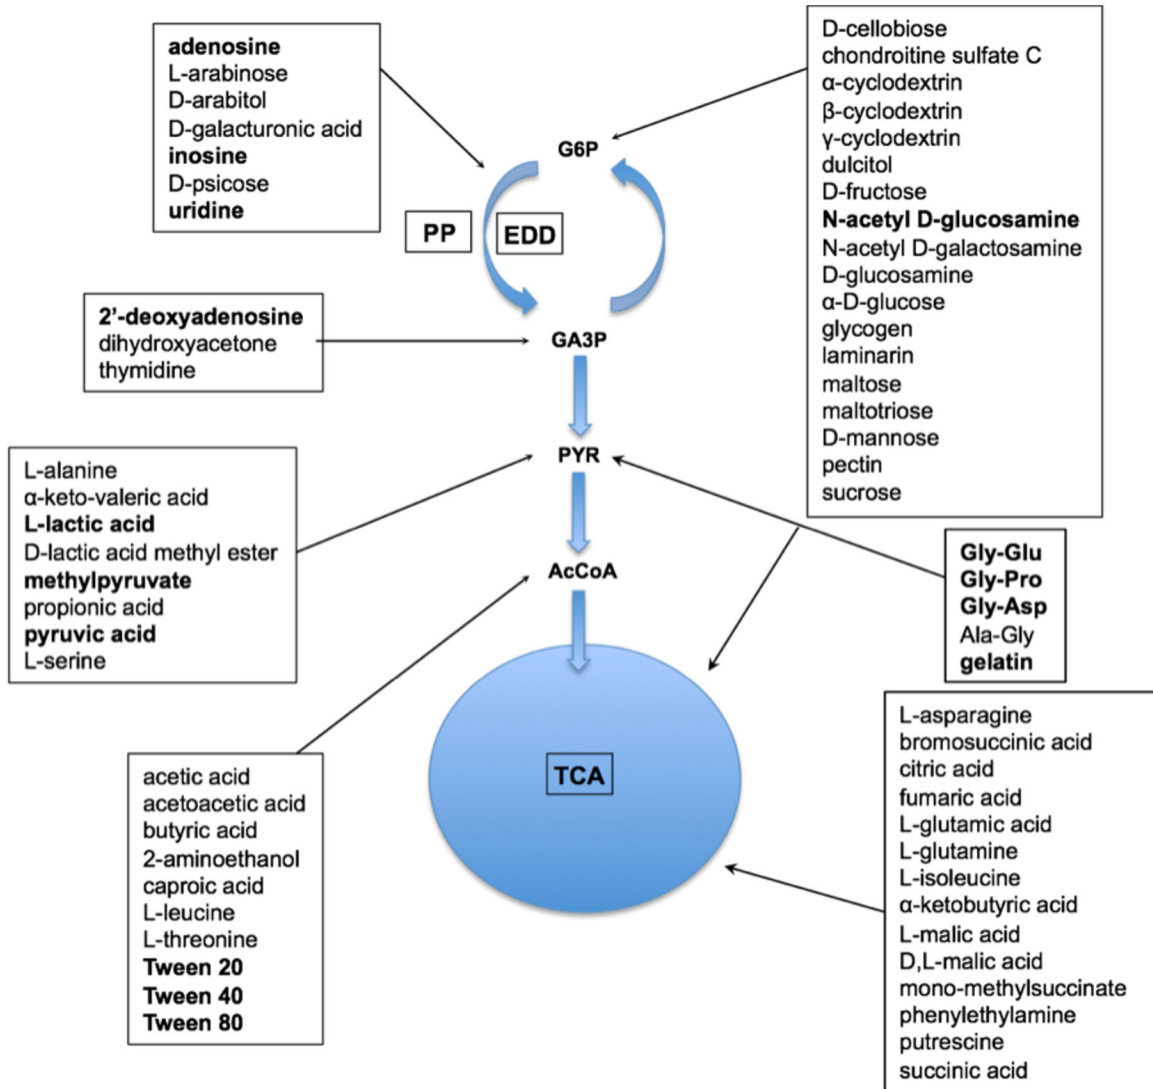 adenosine
L-arabinose
D-arabitol
D-galacturonic acid
inosine
D-psicose
uridine
D-cellobiose
chondroitine sulfate C
α-cyclodextrin
β-cyclodextrin
γ-cyclodextrin
dulcitol
D-fructose
N-acetyl D-glucosamine
N-acetyl D-galactosamine
D-glucosamine
α-D-glucose
glycogen
laminarin
maltose
maltotriose
D-mannose
pectin
sucrose
G6P
PP
EDD
2’-deoxyadenosine
dihydroxyacetone
thymidine
GA3P
L-alanine
α-keto-valeric acid
L-lactic acid
D-lactic acid methyl ester
methylpyruvate
propionic acid
pyruvic acid
L-serine
PYR
Gly-Glu
Gly-Pro
Gly-Asp
Ala-Gly
gelatin
AcCoA
acetic acid
acetoacetic acid
butyric acid
2-aminoethanol
caproic acid
L-leucine
L-threonine
Tween 20
Tween 40
Tween 80
TCA
L-asparagine
bromosuccinic acid
citric acid
fumaric acid
L-glutamic acid
L-glutamine
L-isoleucine
α-ketobutyric acid
L-malic acid
D,L-malic acid
mono-methylsuccinate
phenylethylamine
putrescine
succinic acid